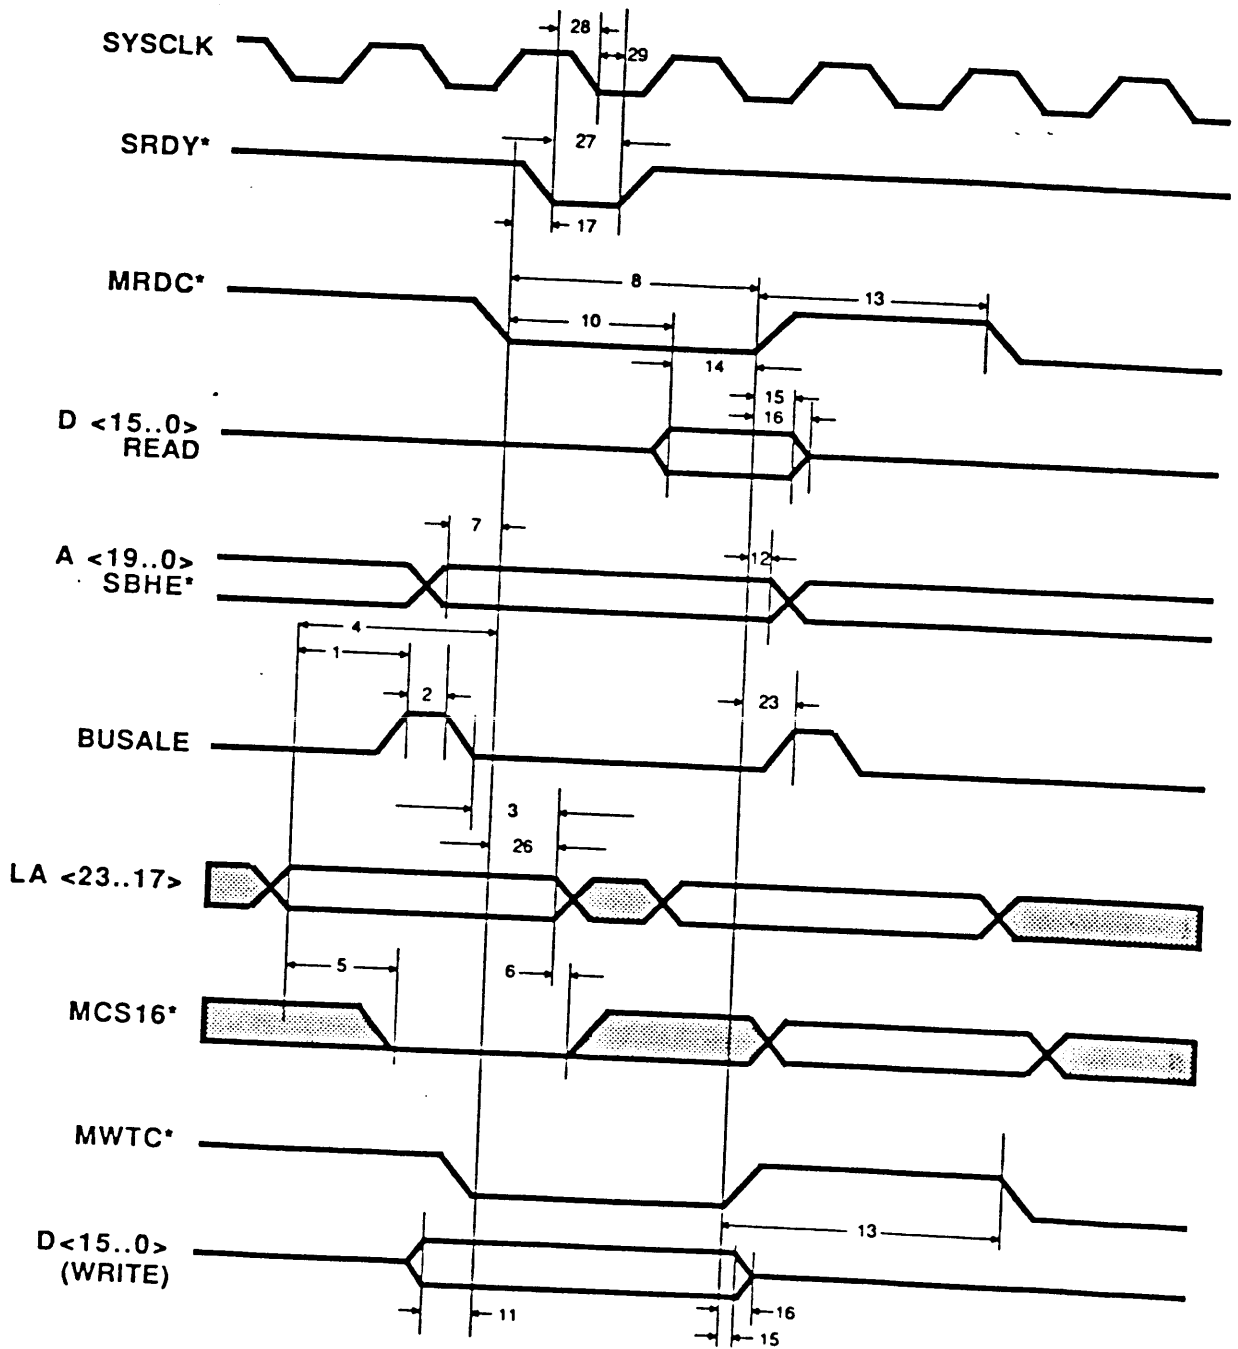 28
SYSCLK
29
27
SRDY*
17
8
MRDC*
13
10
14
15
D <15..0>
16
READ
7
A <19..0>
12
SBHE*
4
1
2
23
BUSALE
3
26
LA <23..17>
5
6
MCS16*
MWTC*
13
D<15..0>
(WRITE)
11
16
15